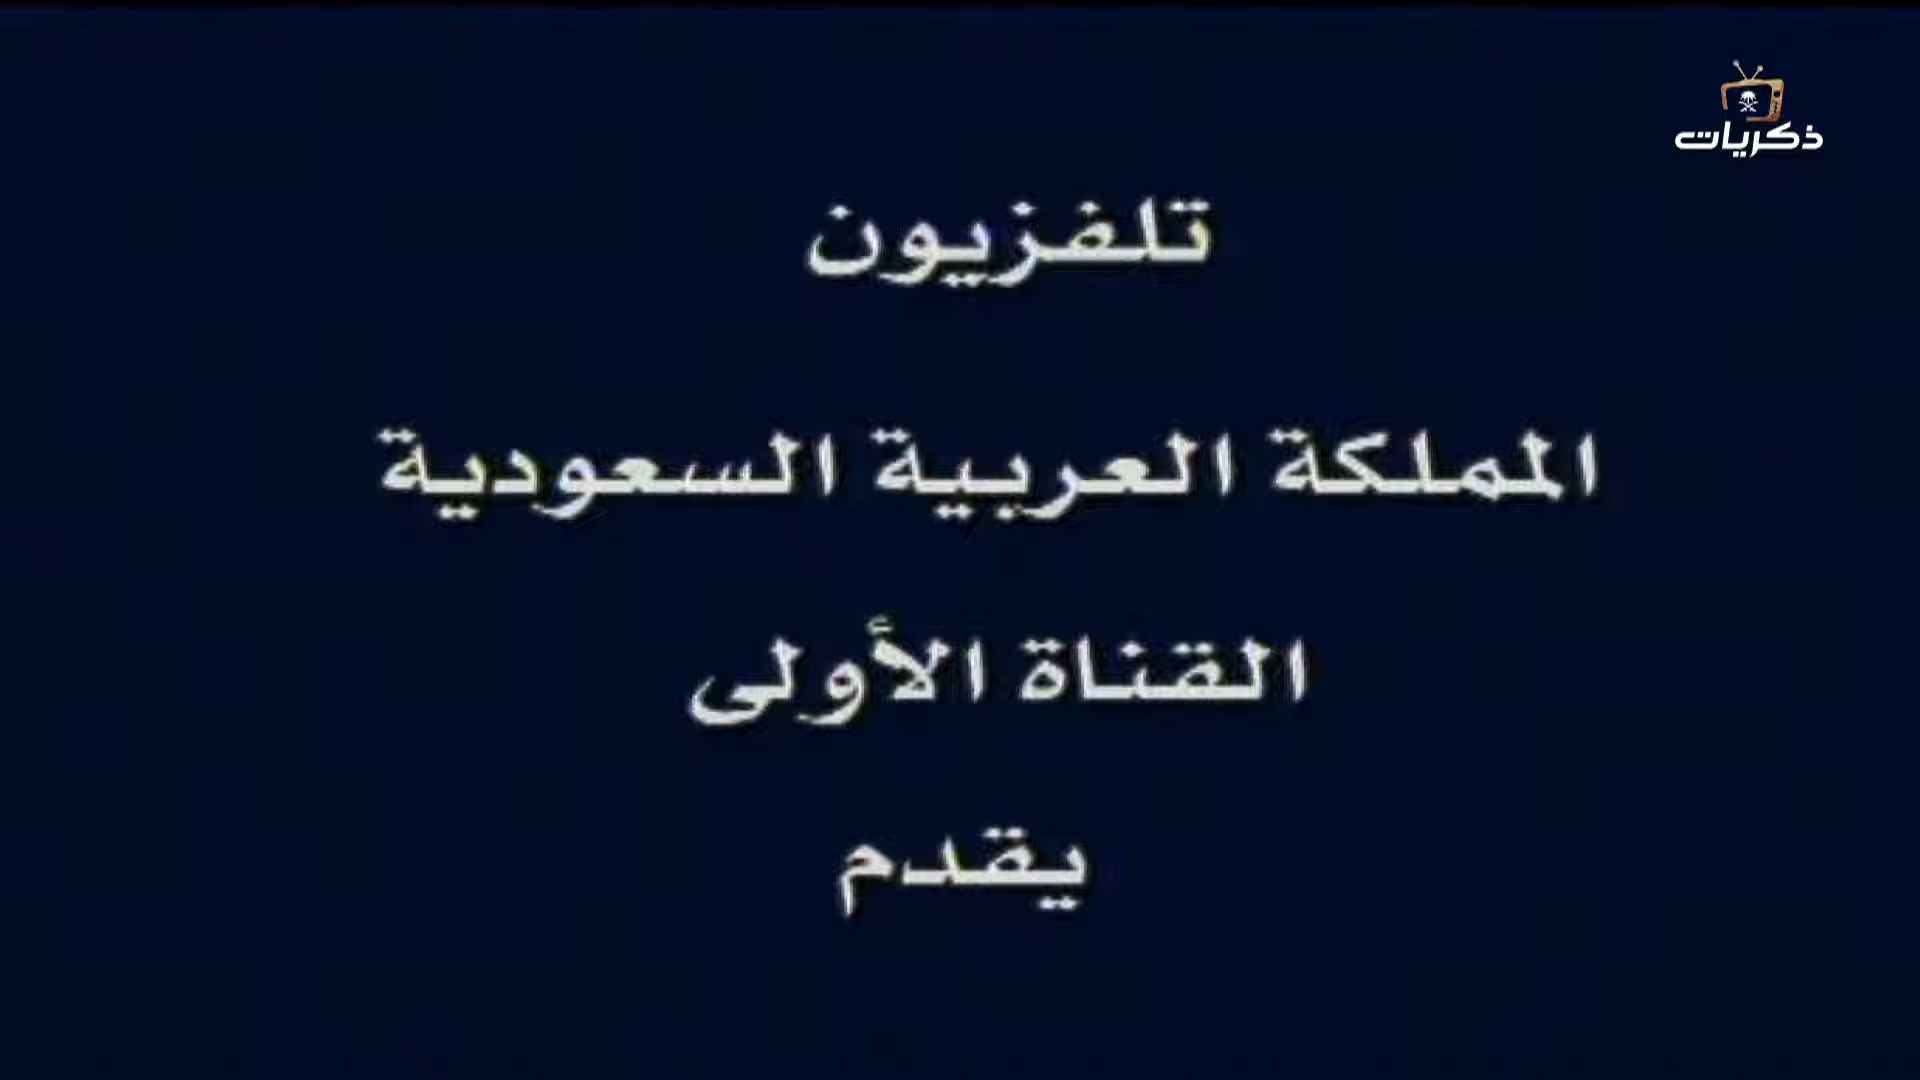 ذكريات
تلفزيون
المملكة العربية السعودية
القناة الأولى
يقدم